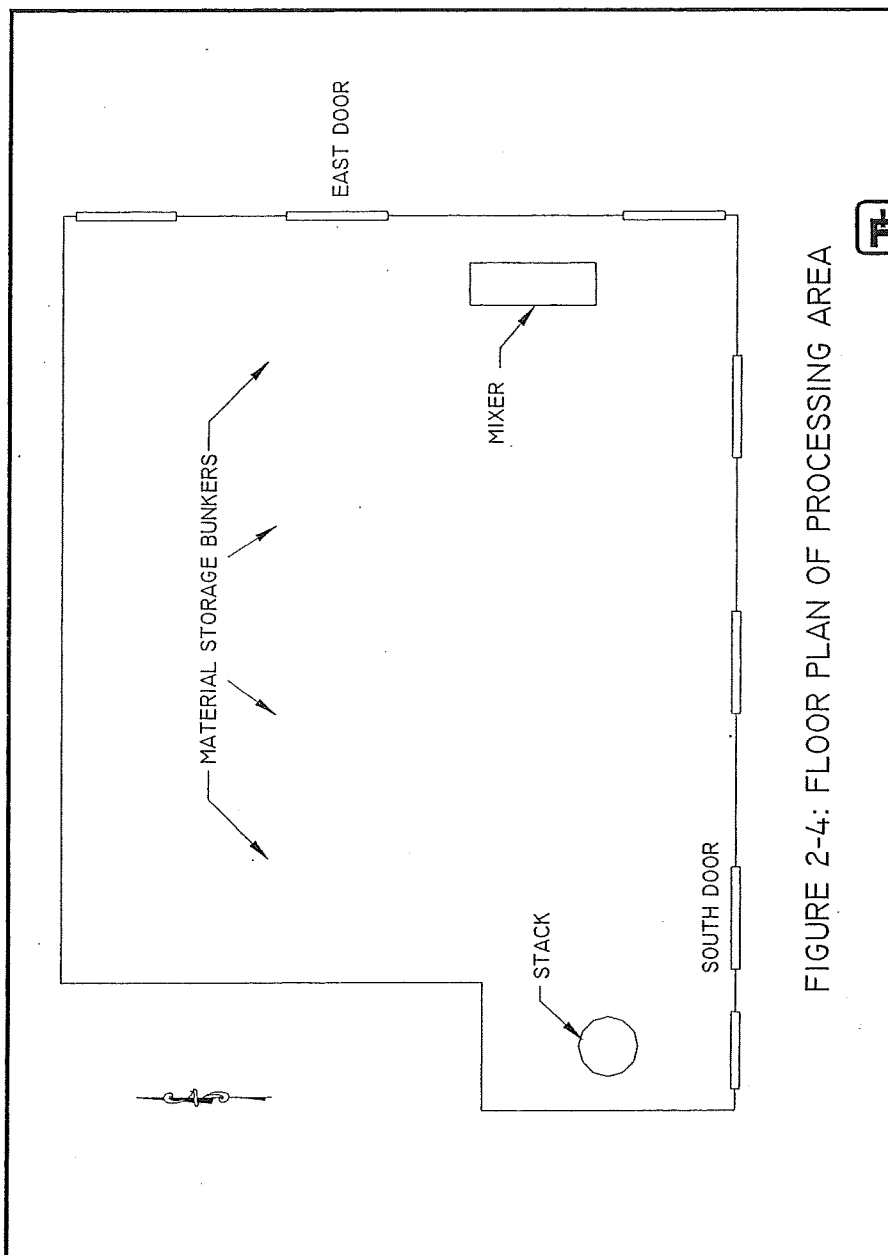 EAST DOOR
MATERIAL STORAGE BUNKERS
MIXER
STACK
SOUTH DOOR
FIGURE 2-4: FLOOR PLAN OF PROCESSING AREA